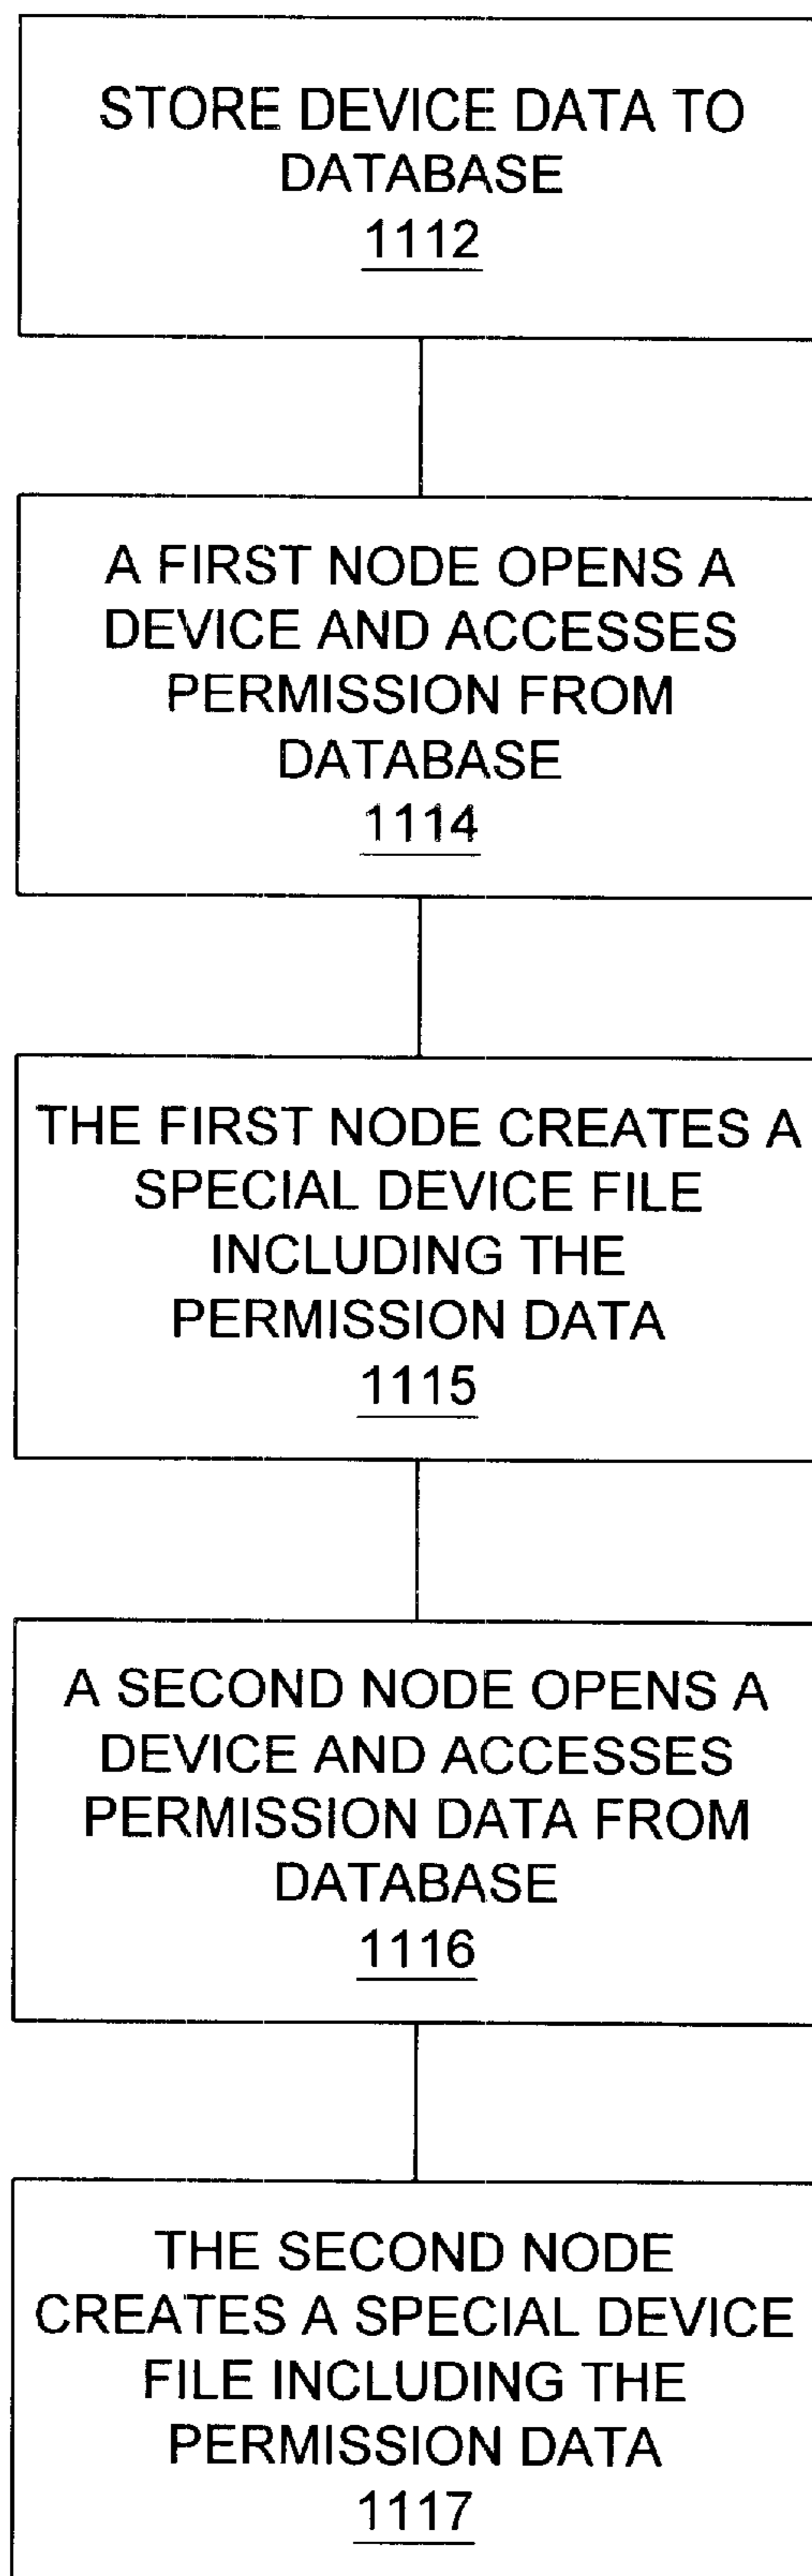 STORE DEVICE DATA TO
DATABASE
1112
A FIRST NODE OPENS A
DEVICE AND ACCESSES
PERMISSION FROM
DATABASE
1114
THE FIRST NODE CREATES A
SPECIAL DEVICE FILE
INCLUDING THE
PERMISSION DATA
1115
A SECOND NODE OPENS A
DEVICE AND ACCESSES
PERMISSION DATA FROM
DATABASE
1116
THE SECOND NODE
CREATES A SPECIAL DEVICE
FILE INCLUDING THE
PERMISSION DATA
1117